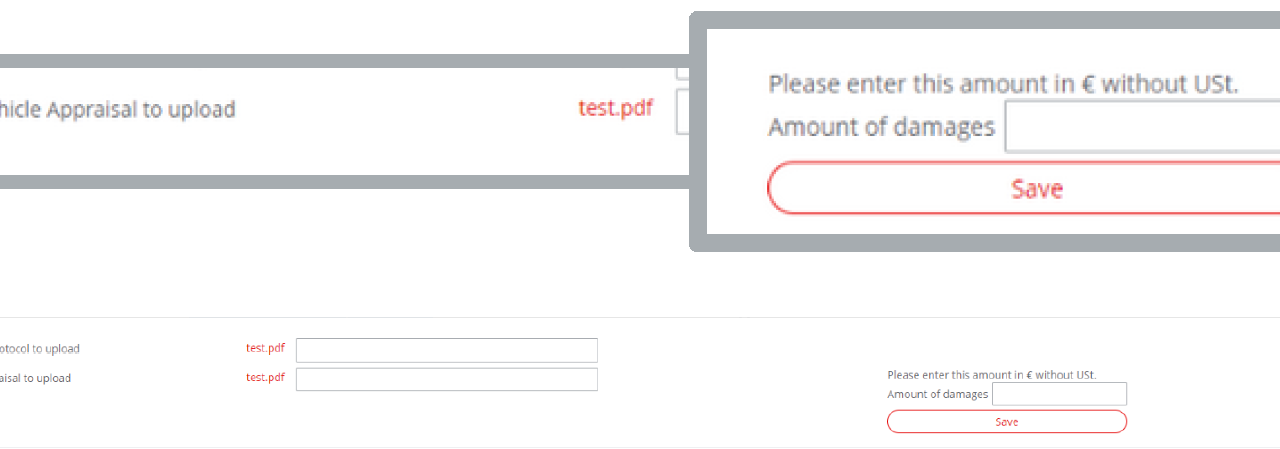 Please enter this amount in € without USt.
hicle Appraisal to upload test.pdf
Amount of damages
Save
otocol to upload test.pdf
aisal to upload test.pdf
Please enter this amount in € without USt.
Amount of damages
Save